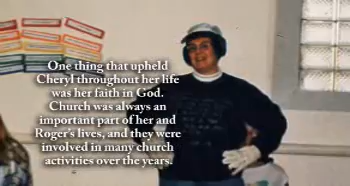 One thing that upheld
Cheryl throughout her life
was her faith in God.
Church was always an
important part of her and
Roger's lives, and they were
involved in many church
activities over the years.